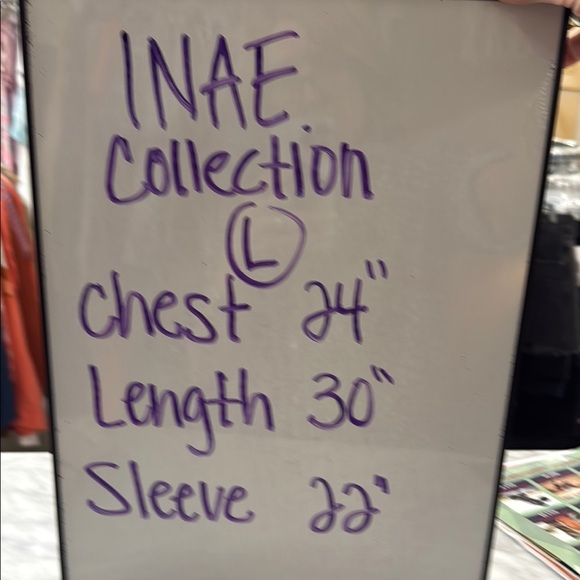 INAE
Collection
L
Chest 24"
Length 30"
Sleeve 22"